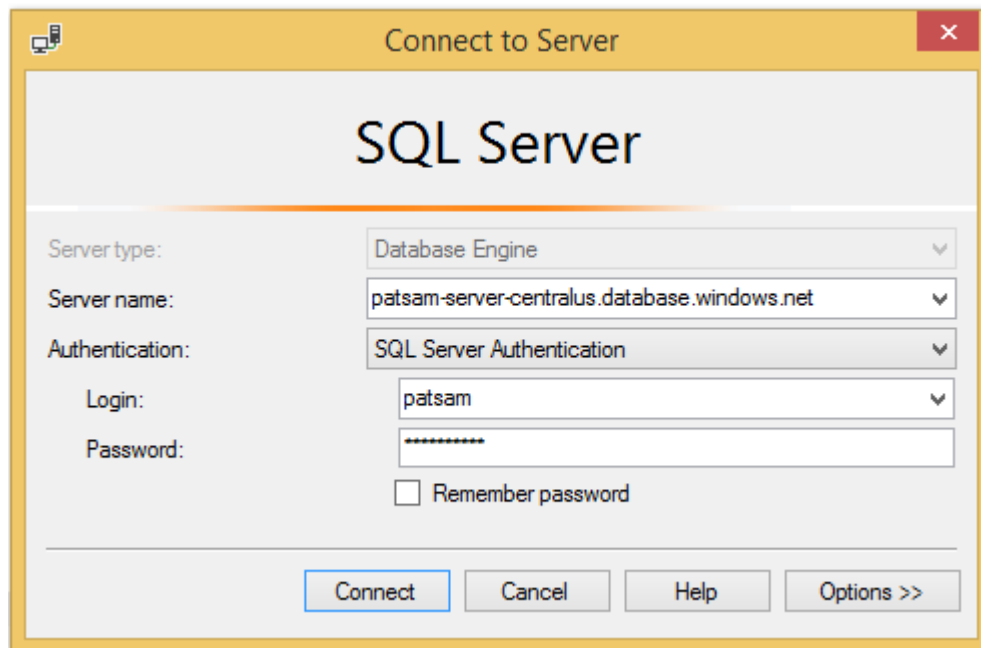 Connect to Server
SQL Server
Server type: Database Engine
Server name: patsam-server-centralus.database.windows.net
Authentication: SQL Server Authentication
Login: patsam
Password: **********
Remember password
Connect Cancel Help Options >>